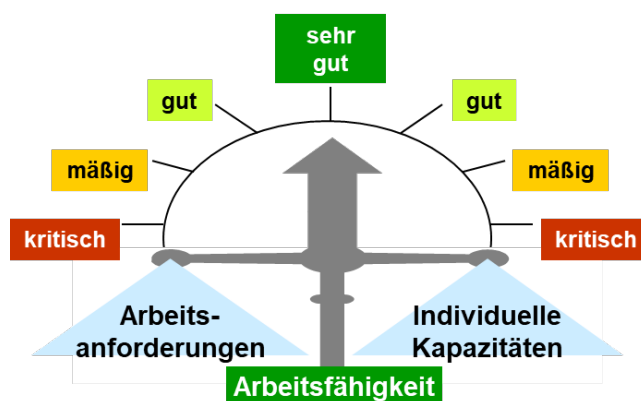 sehr
gut
gut
gut
mäßig
mäßig
kritisch
kritisch
Arbeits-
anforderungen
Individuelle
Kapazitäten
Arbeitsfähigkeit